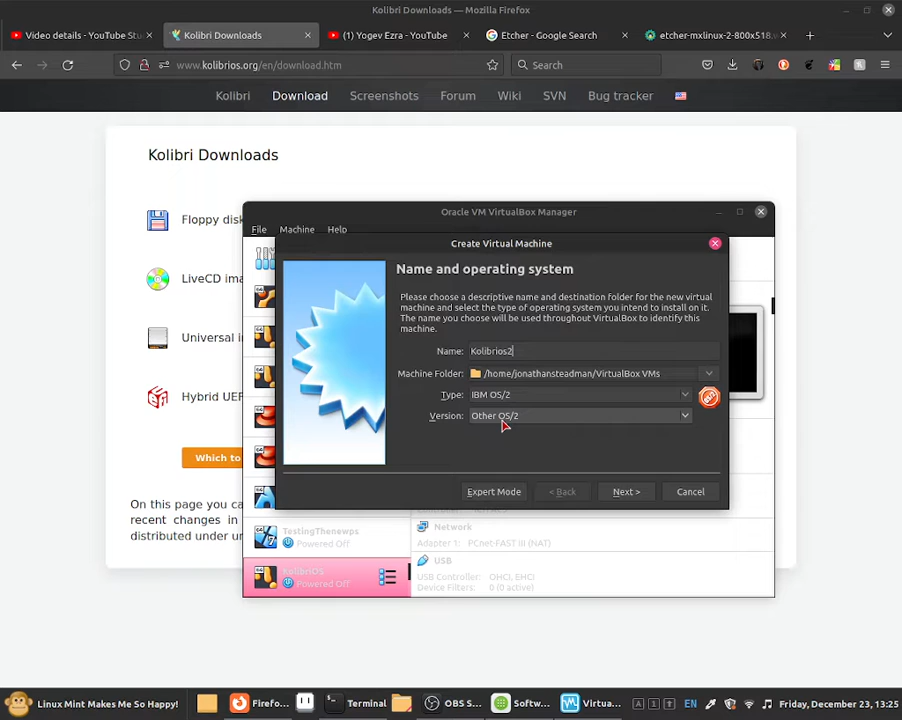 Kolibri Downloads — Mozilla Firefox
Video details - YouTube Stu
Kolibri Downloads
(1) Yogev Ezra - YouTube
Etcher - Google Search
etcher-mxlinux-2-800x518.w
www.kolibrios.org/en/download.htm
Search
Kolibri
Download
Screenshots
Forum
Wiki
SVN
Bug tracker
Kolibri Downloads
Floppy disk
LiveCD ima
Universal i
Hybrid UEF
Which to
On this page you ca
recent changes in
distributed under un
Oracle VM VirtualBox Manager
File
Machine
Help
Create Virtual Machine
Name and operating system
Please choose a descriptive name and destination folder for the new virtual
machine and select the type of operating system you intend to install on it.
The name you choose will be used throughout VirtualBox to identify this
machine.
Name: Kolibrios2
Machine Folder: /home/jonathansteadman/VirtualBox VMs
Type: IBM OS/2
Version: Other OS/2
Expert Mode
< Back
Next >
Cancel
TestingThenewps
Powered Off
KolibriOS
Powered Off
Network
Adapter 1: PCnet-FAST III (NAT)
USB
USB Controller: OHCI, EHCI
Device Filters: 0 (0 active)
Linux Mint Makes Me So Happy!
Firefo...
Terminal
OBS S...
Softw...
Virtua...
A
1
EN
Friday, December 23, 13:25